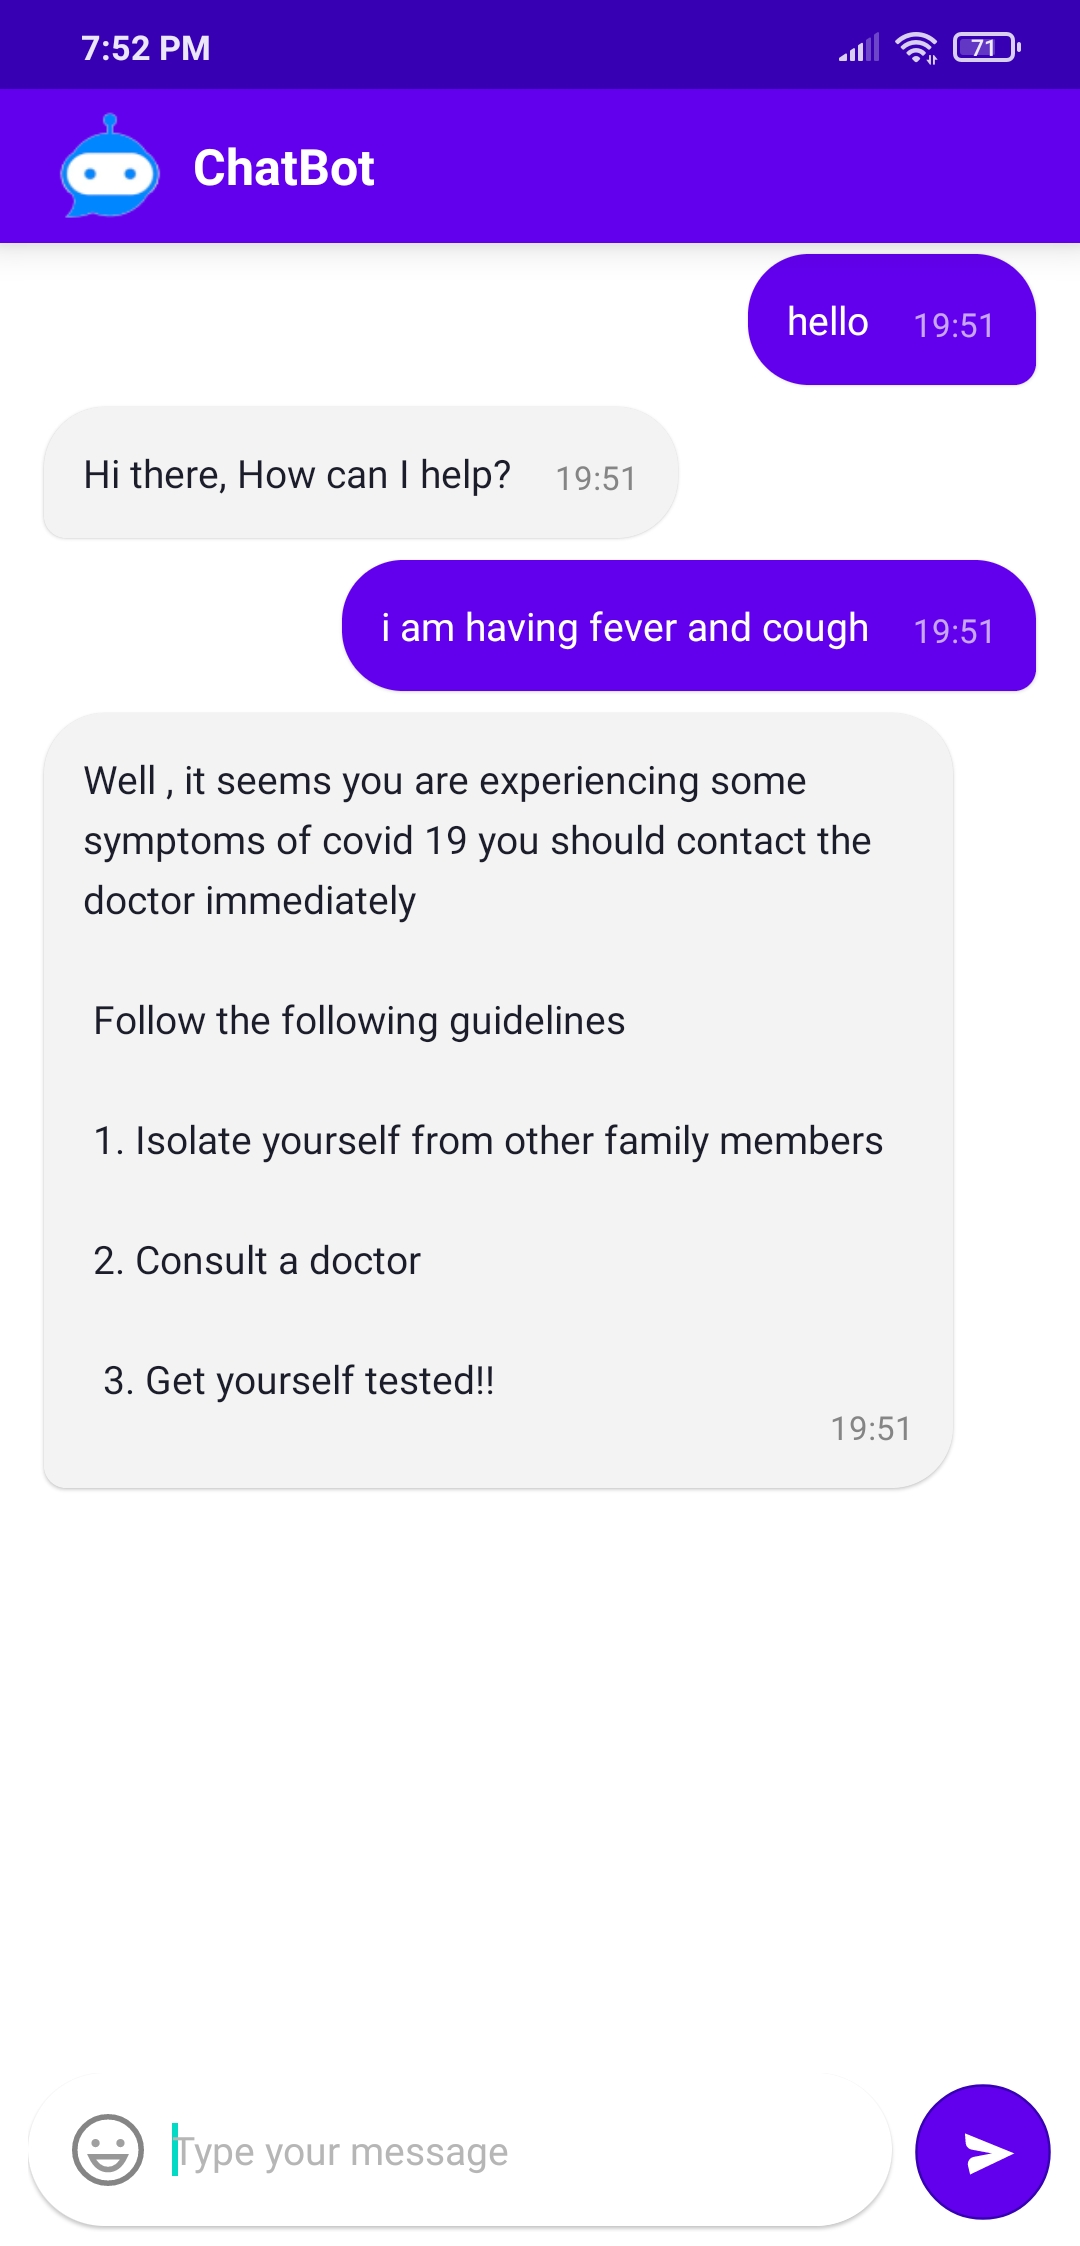 7:52 PM
71
ChatBot
hello 19:51
Hi there, How can I help? 19:51
i am having fever and cough 19:51
Well , it seems you are experiencing some
symptoms of covid 19 you should contact the
doctor immediately
Follow the following guidelines
1. Isolate yourself from other family members
2. Consult a doctor
3. Get yourself tested!!
19:51
Type your message